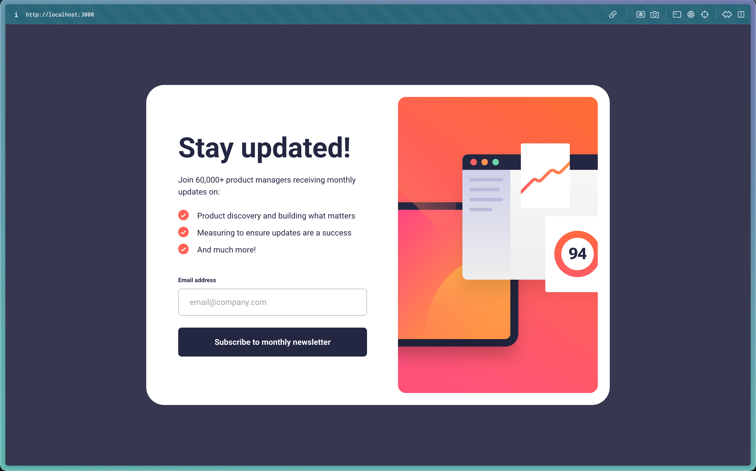 i http://localhost:3000
Stay updated!
Join 60,000+ product managers receiving monthly
updates on:
Product discovery and building what matters
Measuring to ensure updates are a success
And much more!
Email address
email@company.com
Subscribe to monthly newsletter
94